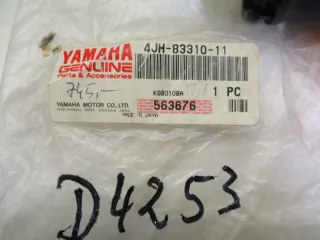 YAMAHA
GENUINE
Parts & Accessories
4JH-83310-11
745,-
K980108A
1 PC
YAMAHA MOTOR CO., LTD.
563676
MADE IN JAPAN
D4253